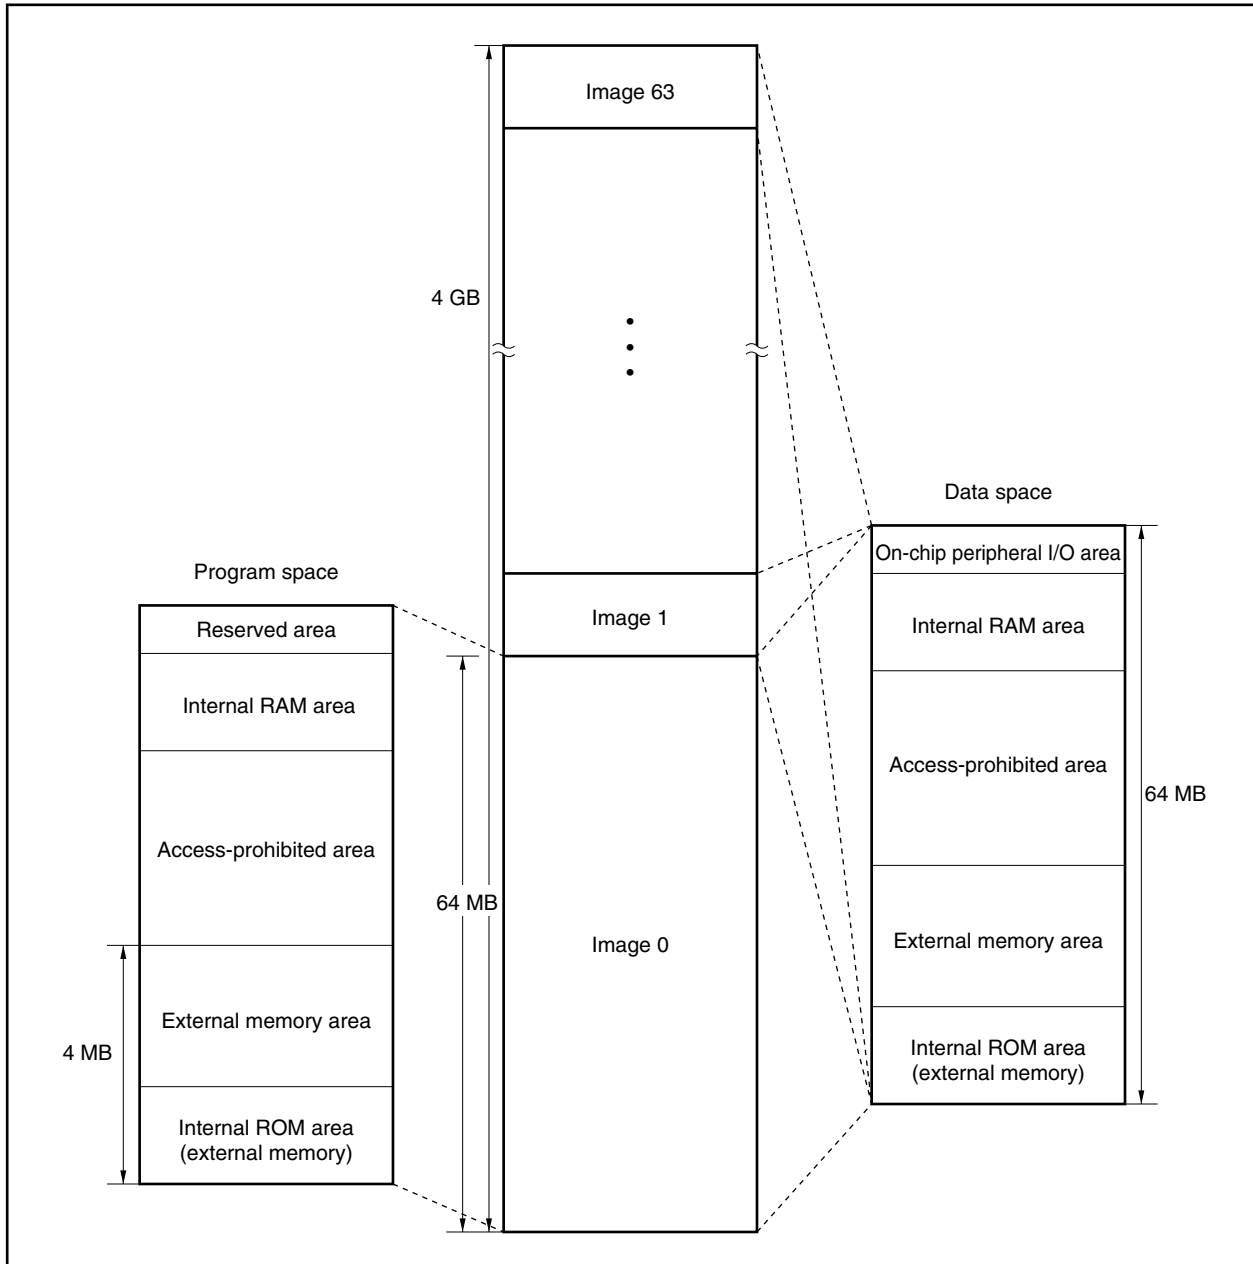 Image 63
4 GB
Data space
On-chip peripheral I/O area
Program space
Reserved area
Image 1
Internal RAM area
Internal RAM area
Access-prohibited area
64 MB
Access-prohibited area
64 MB
External memory area
Image 0
External memory area
4 MB
Internal ROM area
(external memory)
Internal ROM area
(external memory)